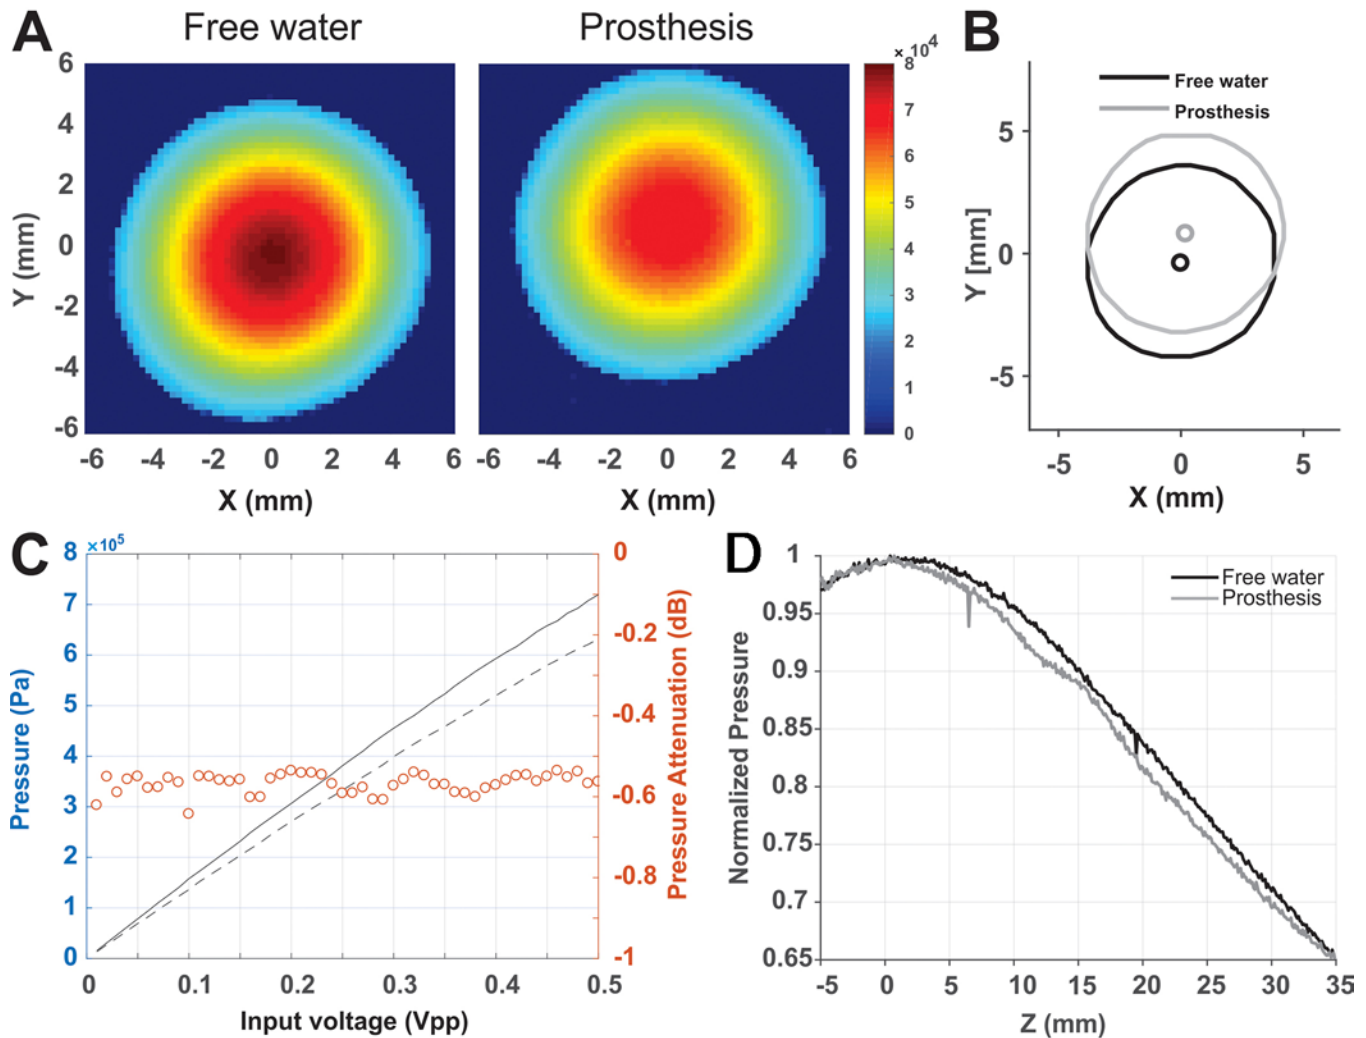 A
Free water
Prosthesis
B
× 10⁴
6
4
2
0
-2
-4
-6
Y (mm)
-6 -4 -2 0 2 4 6
X (mm)
-6 -4 -2 0 2 4 6
X (mm)
8
7
6
5
4
3
2
1
0
Free water
Prosthesis
5
0
-5
Y [mm]
-5 0 5
X (mm)
C
×10⁵
8
7
6
5
4
3
2
1
0
Pressure (Pa)
0
-0.2
-0.4
-0.6
-0.8
-1
Pressure Attenuation (dB)
0 0.1 0.2 0.3 0.4 0.5
Input voltage (Vpp)
D
Free water
Prosthesis
1
0.95
0.9
0.85
0.8
0.75
0.7
0.65
Normalized Pressure
-5 0 5 10 15 20 25 30 35
Z (mm)